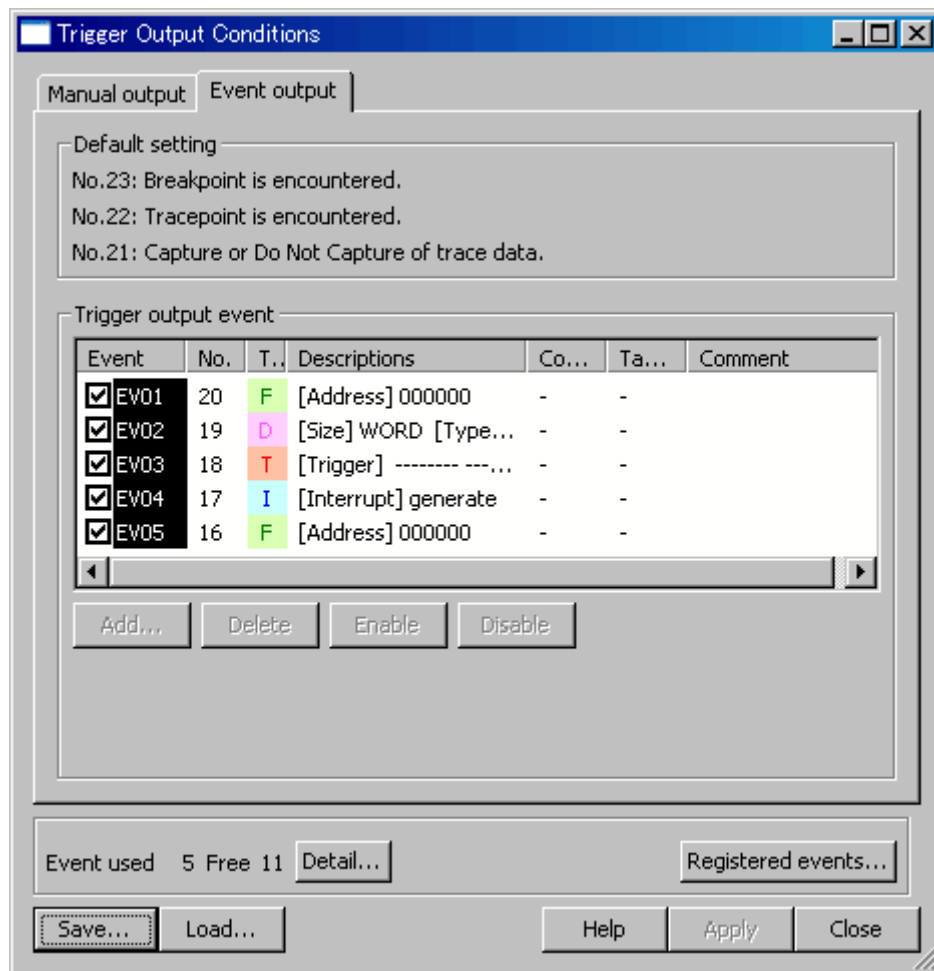 Trigger Output Conditions
Manual output Event output
Default setting
No.23: Breakpoint is encountered.
No.22: Tracepoint is encountered.
No.21: Capture or Do Not Capture of trace data.
Trigger output event
Event No. T.. Descriptions Co... Ta... Comment
EV01 20 F [Address] 000000 - -
EV02 19 D [Size] WORD [Type... - -
EV03 18 T [Trigger] -------- ---... - -
EV04 17 I [Interrupt] generate - -
EV05 16 F [Address] 000000 - -
Add... Delete Enable Disable
Event used 5 Free 11 Detail... Registered events...
Save... Load... Help Apply Close